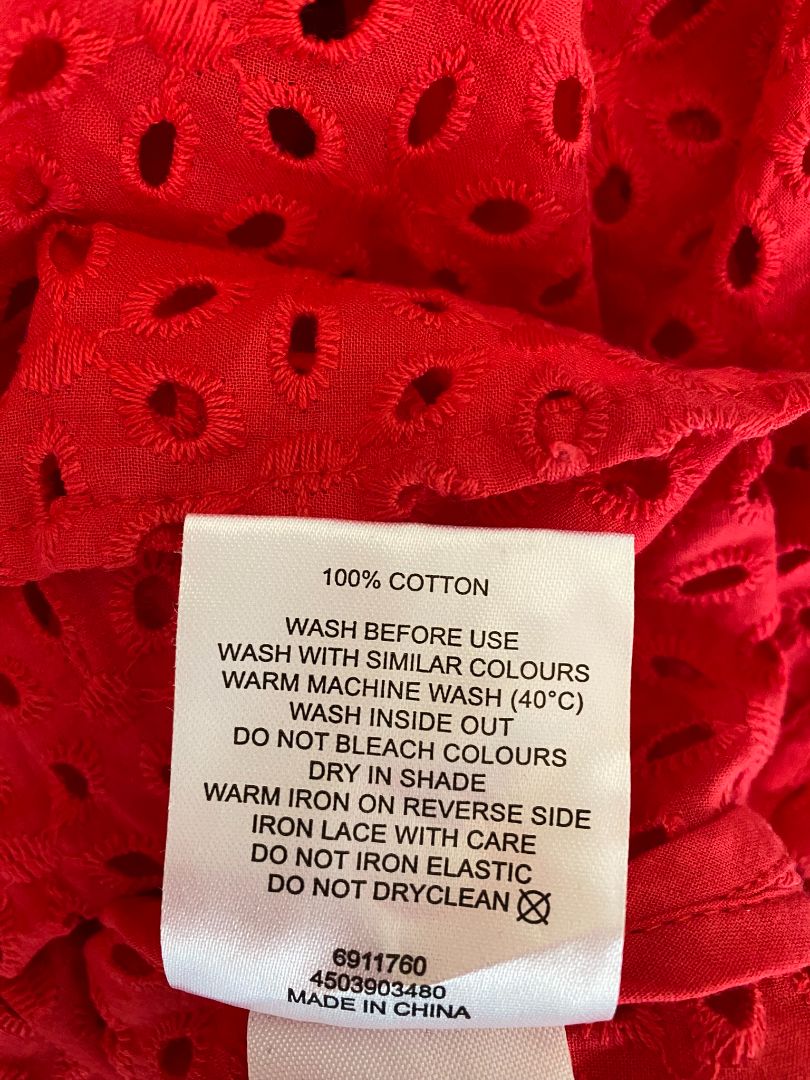 100% COTTON
WASH BEFORE USE
WASH WITH SIMILAR COLOURS
WARM MACHINE WASH (40°C)
WASH INSIDE OUT
DO NOT BLEACH COLOURS
DRY IN SHADE
WARM IRON ON REVERSE SIDE
IRON LACE WITH CARE
DO NOT IRON ELASTIC
DO NOT DRYCLEAN
6911760
4503903480
MADE IN CHINA